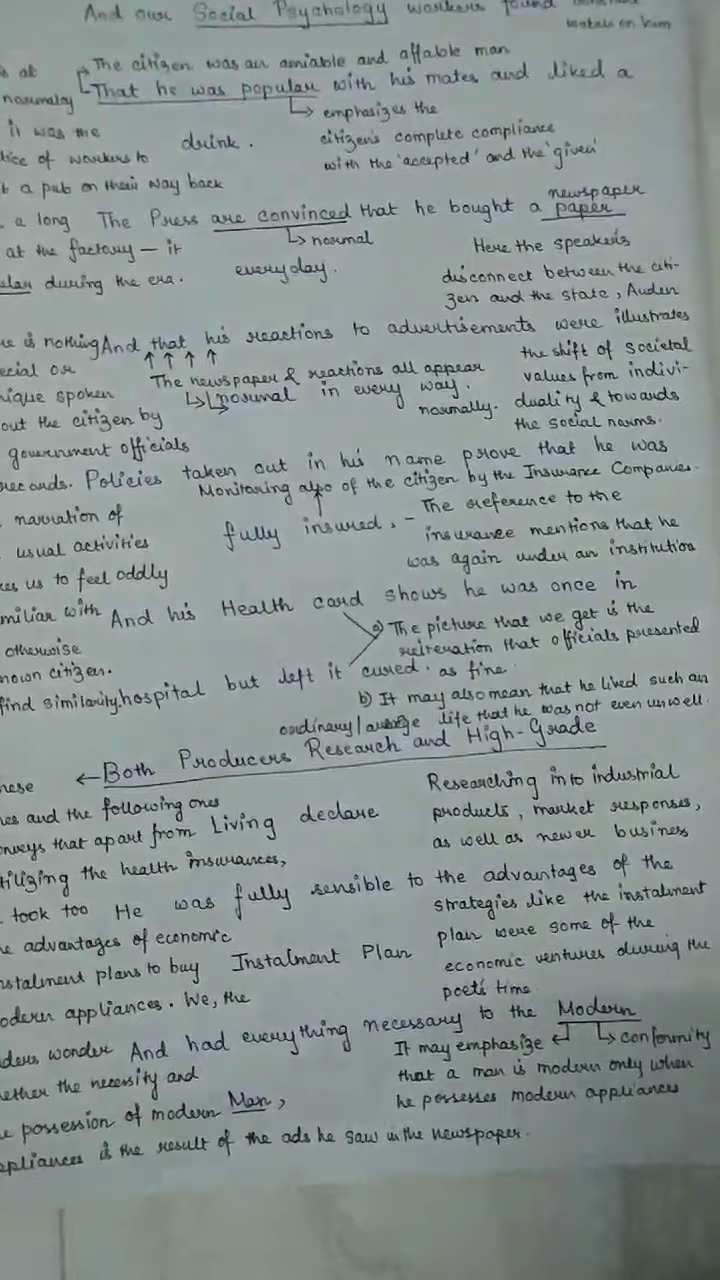 And our Social Psychology workers found
The citizen was an amiable and affable man
That he was popular with his mates and liked a
normalcy
emphasizes the
it was the
drink.
citizen's complete compliance
of workers to
with the 'accepted' and the 'given'
a pub on their way back
newspaper
a long The Press are convinced that he bought a paper
at the factory — it
normal
everyday.
during the era.
Here the speaker's
disconnect between the citi-
zen and the state, Auden
is nothing And that his reactions to advertisements were illustrates
or
The newspaper & reactions all appear
the shift of societal
spoken
normal in every way.
values from indivi-
out the citizen by
normally.
duality & towards
government officials
the social norms.
records. Policies taken out in his name prove that he was
Monitoring also of the citizen by the Insurance Companies.
narration of
fully insured, -
The reference to the
usual activities
insurance mentions that he
us to feel oddly
was again under an institution
with And his Health card shows he was once in
otherwise
a) The picture that we get is the
citizen.
reiteration that officials presented
find similarity. hospital but left it cured. as fine.
b) It may also mean that he lived such an
ordinary/average life that he was not even unwell.
← Both Producers Research and High-Grade
and the following ones
Researching into industrial
that apart from Living declare
products, market responses,
the health insurances,
as well as newer business
took too He was fully sensible to the advantages of the
advantages of economic
strategies like the instalment
plans to buy Instalment Plan
plan were some of the
appliances. We, the
economic ventures during the
poet's time.
wonder And had everything necessary to the Modern
the necessity and
It may emphasize
conformity
possession of modern Man,
that a man is modern only when
he possesses modern appliances
is the result of the ads he saw in the newspaper.